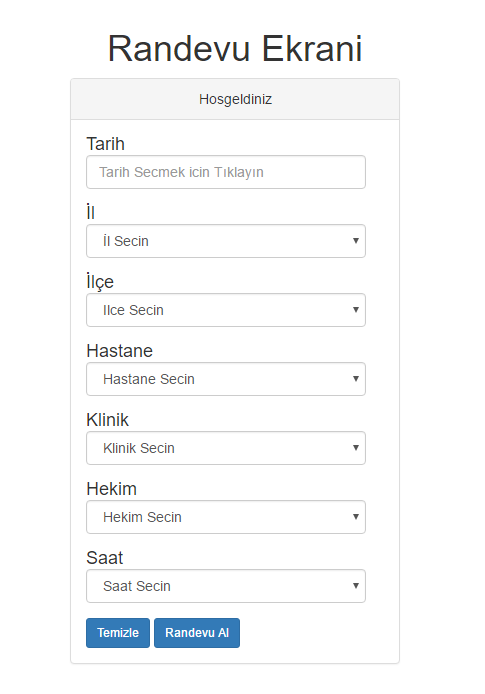 Randevu Ekrani
Hosgeldiniz
Tarih
Tarih Secmek icin Tıklayın
İl
İl Secin
İlçe
Ilce Secin
Hastane
Hastane Secin
Klinik
Klinik Secin
Hekim
Hekim Secin
Saat
Saat Secin
Temizle Randevu Al